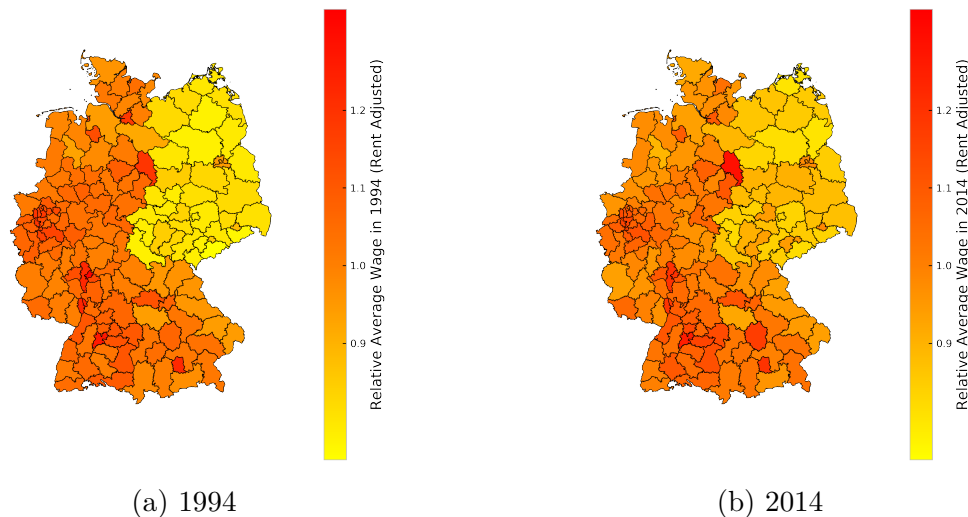 1.2
1.1
1.0
0.9
Relative Average Wage in 1994 (Rent Adjusted)
(a) 1994
1.2
1.1
1.0
0.9
Relative Average Wage in 2014 (Rent Adjusted)
(b) 2014